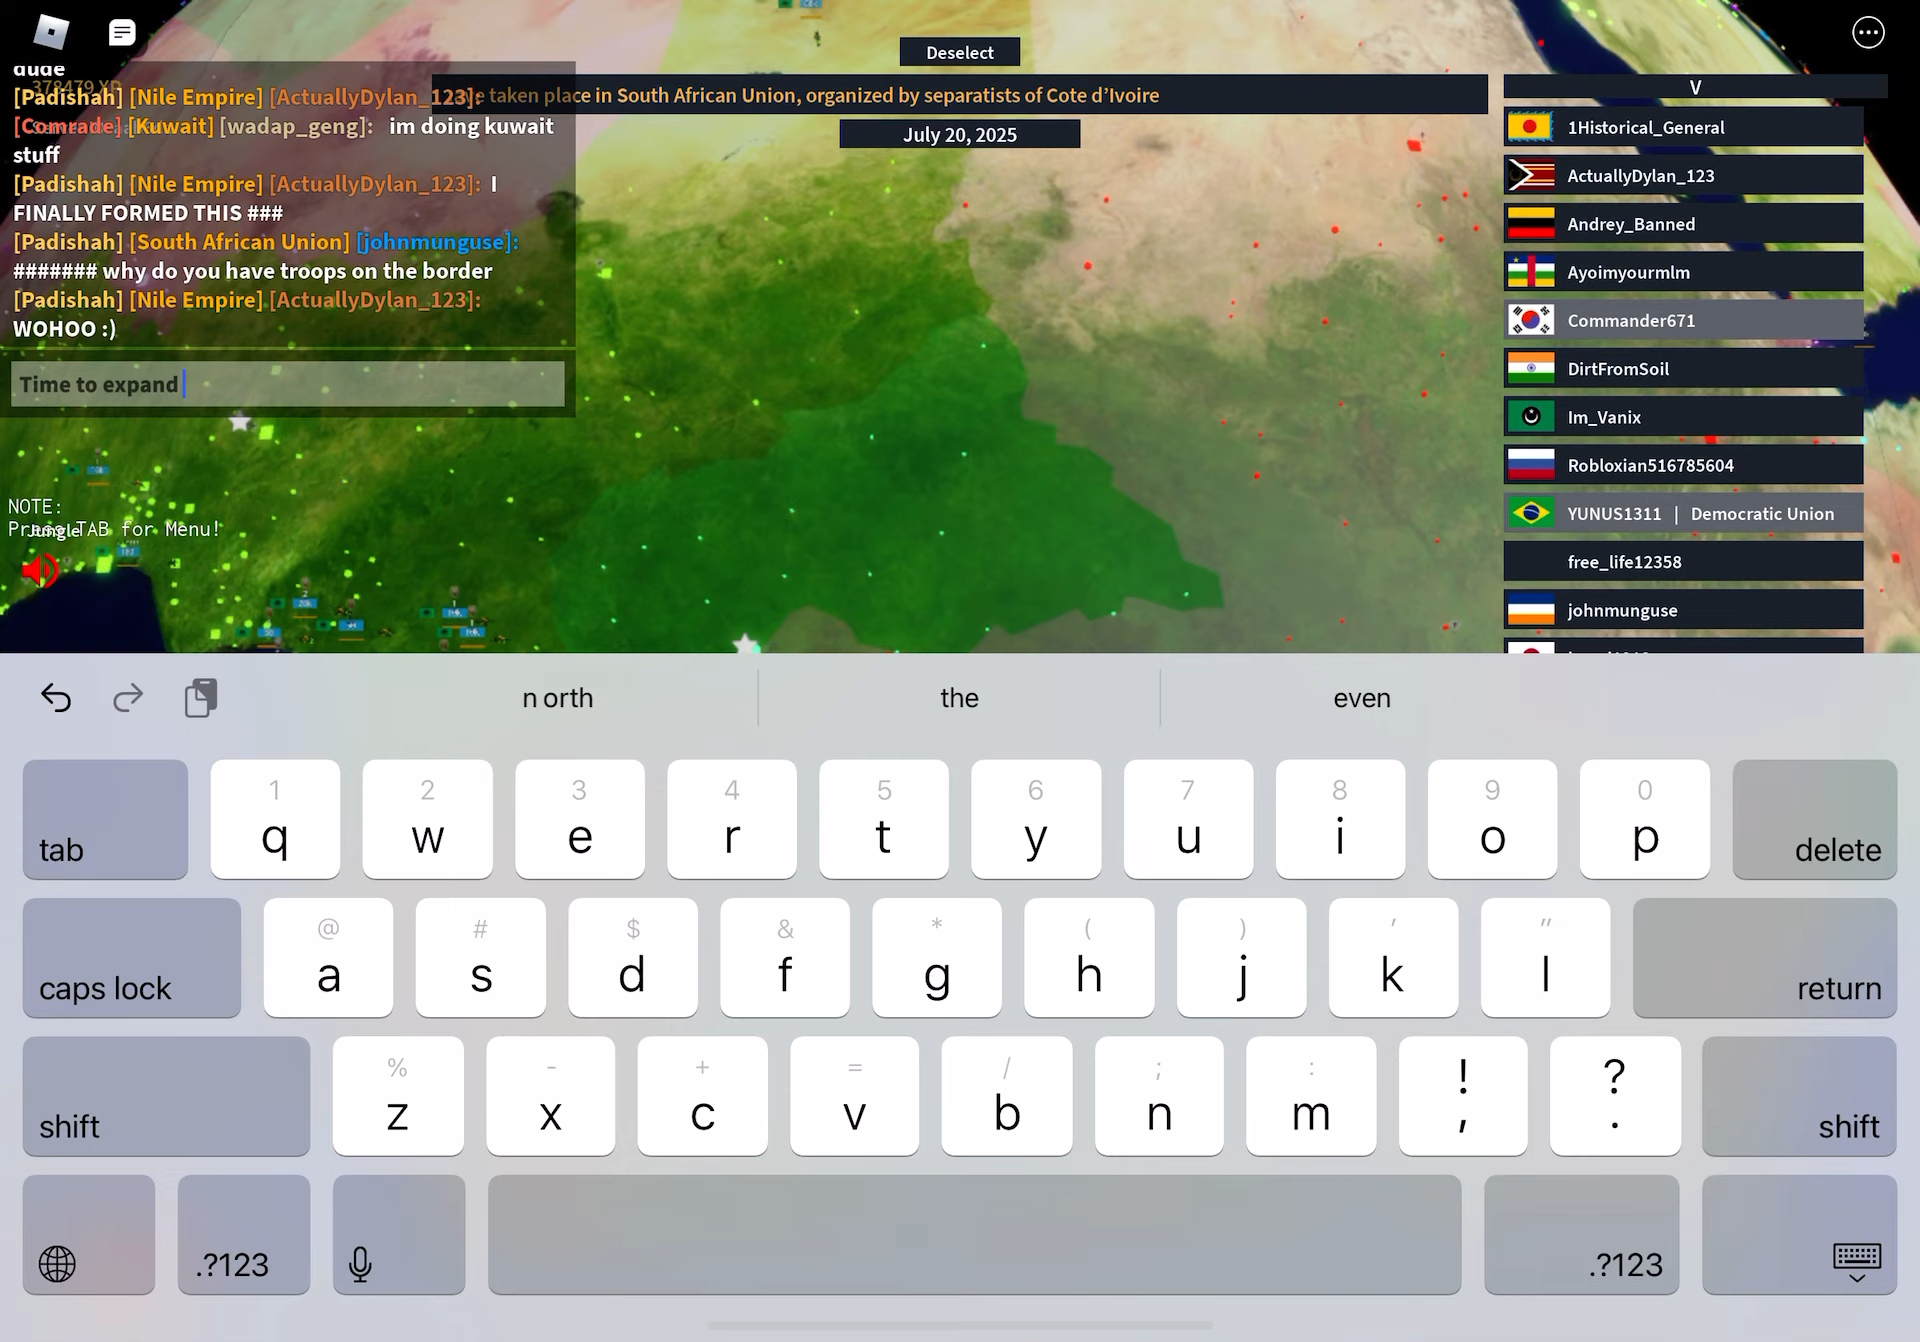 Deselect
dude
378479 XP
[Padishah] [Nile Empire] [ActuallyDylan_123]:
taken place in South African Union, organized by separatists of Cote d'Ivoire
V
[Comrade] [Kuwait] [wadap_geng]: im doing kuwait
stuff
July 20, 2025
[Padishah] [Nile Empire] [ActuallyDylan_123]: I
FINALLY FORMED THIS ###
[Padishah] [South African Union] [johnmunguse]:
####### why do you have troops on the border
[Padishah] [Nile Empire] [ActuallyDylan_123]:
WOHOO :)
Time to expand
NOTE:
Press TAB for Menu!
Jungle
1Historical_General
ActuallyDylan_123
Andrey_Banned
Ayoimyourmlm
Commander671
DirtFromSoil
Im_Vanix
Robloxian516785604
YUNUS1311 | Democratic Union
free_life12358
johnmunguse
n orth the even
1 2 3 4 5 6 7 8 9 0
tab q w e r t y u i o p delete
@ # $ & * ( ) ' "
caps lock a s d f g h j k l return
% - + = / ; : ! ?
shift z x c v b n m , . shift
.?123 .?123